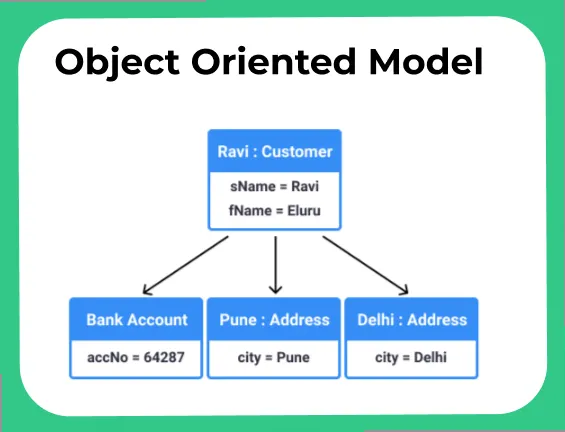 Object Oriented Model
Ravi : Customer
sName = Ravi
fName = Eluru
Bank Account
accNo = 64287
Pune : Address
city = Pune
Delhi : Address
city = Delhi